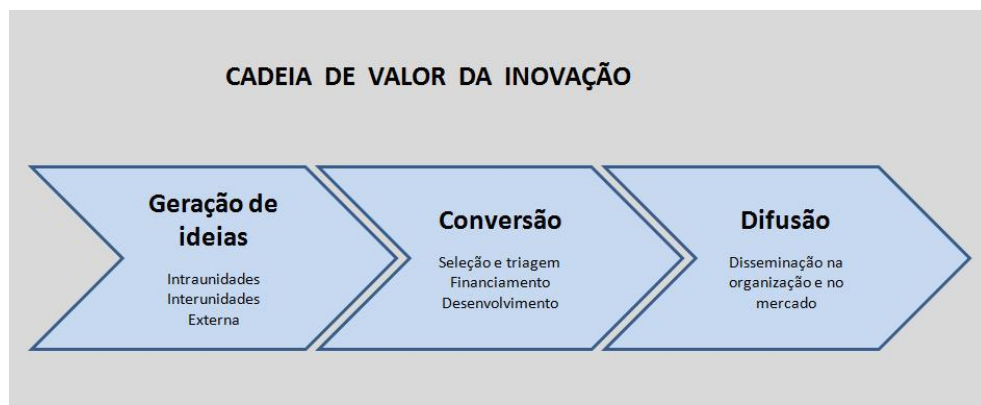 CADEIA DE VALOR DA INOVAÇÃO
Geração de
ideias
Intraunidades
Interunidades
Externa
Conversão
Seleção e triagem
Financiamento
Desenvolvimento
Difusão
Disseminação na
organização e no
mercado